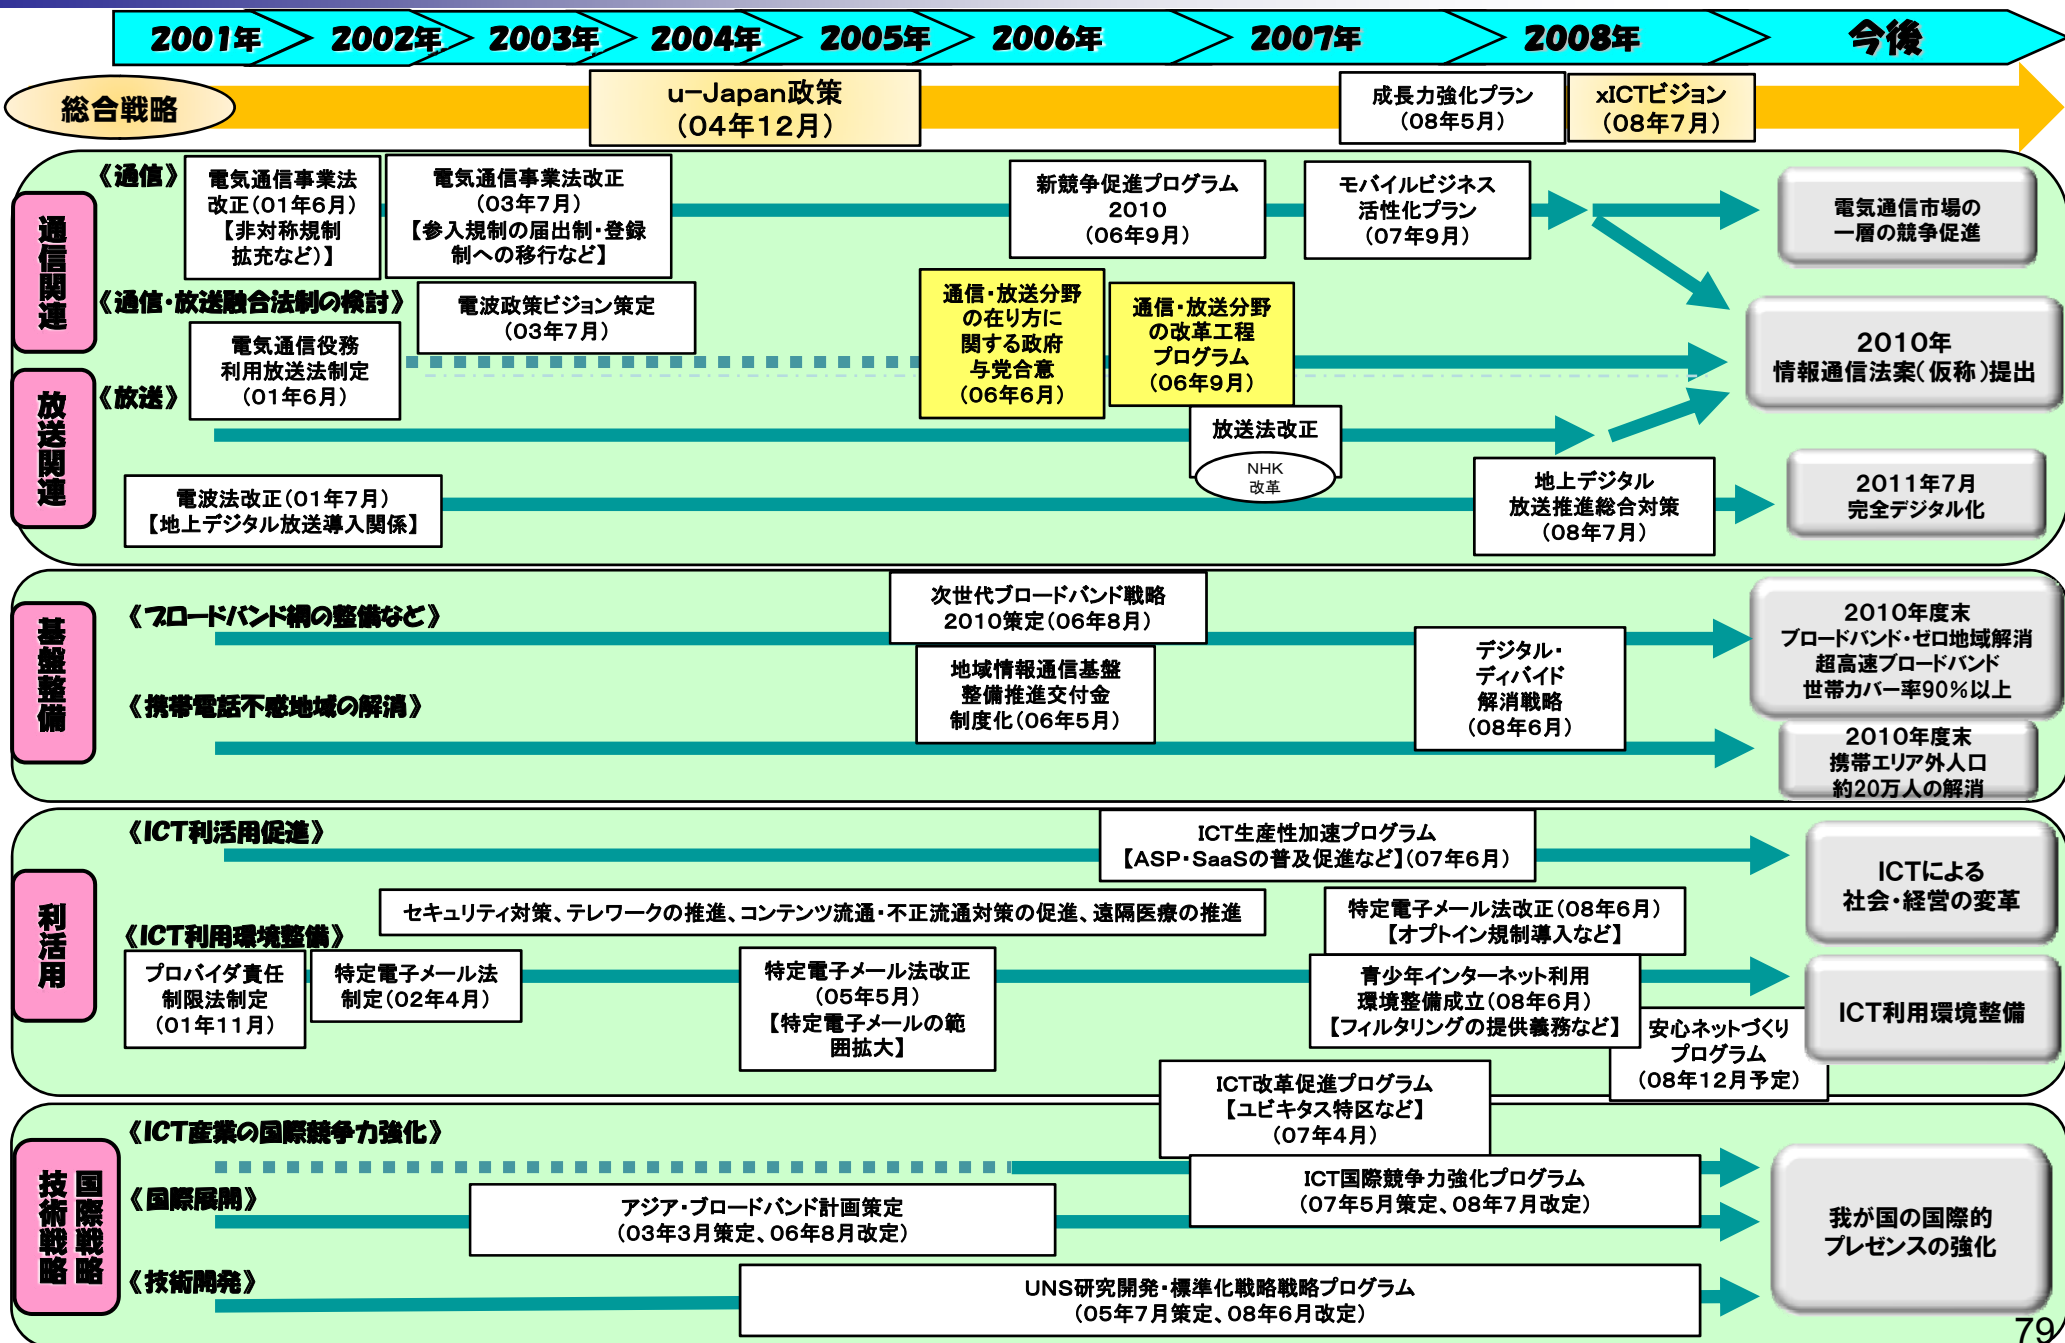 2001年
2002年
2003年
2004年
2005年
2006年
2007年
2008年
今後
総合戦略
u-Japan政策
(04年12月)
成長力強化プラン
(08年5月)
xICTビジョン
(08年7月)
通信関連
放送関連
《通信》
電気通信事業法
改正(01年6月)
【非対称規制
拡充など)】
電気通信事業法改正
(03年7月)
【参入規制の届出制・登録
制への移行など】
新競争促進プログラム
2010
(06年9月)
モバイルビジネス
活性化プラン
(07年9月)
電気通信市場の
一層の競争促進
《通信・放送融合法制の検討》
電波政策ビジョン策定
(03年7月)
電気通信役務
利用放送法制定
(01年6月)
通信・放送分野
の在り方に
関する政府
与党合意
(06年6月)
通信・放送分野
の改革工程
プログラム
(06年9月)
2010年
情報通信法案(仮称)提出
《放送》
放送法改正
NHK
改革
電波法改正(01年7月)
【地上デジタル放送導入関係】
地上デジタル
放送推進総合対策
(08年7月)
2011年7月
完全デジタル化
基盤整備
《ブロードバンド網の整備など》
次世代ブロードバンド戦略
2010策定(06年8月)
地域情報通信基盤
整備推進交付金
制度化(06年5月)
デジタル・
ディバイド
解消戦略
(08年6月)
2010年度末
ブロードバンド・ゼロ地域解消
超高速ブロードバンド
世帯カバー率90%以上
《携帯電話不感地域の解消》
2010年度末
携帯エリア外人口
約20万人の解消
利活用
《ICT利活用促進》
ICT生産性加速プログラム
【ASP・SaaSの普及促進など】(07年6月)
ICTによる
社会・経営の変革
セキュリティ対策、テレワークの推進、コンテンツ流通・不正流通対策の促進、遠隔医療の推進
特定電子メール法改正(08年6月)
【オプトイン規制導入など】
《ICT利用環境整備》
プロバイダ責任
制限法制定
(01年11月)
特定電子メール法
制定(02年4月)
特定電子メール法改正
(05年5月)
【特定電子メールの範
囲拡大】
青少年インターネット利用
環境整備成立(08年6月)
【フィルタリングの提供義務など】
安心ネットづくり
プログラム
(08年12月予定)
ICT利用環境整備
国際戦略
技術戦略
《ICT産業の国際競争力強化》
ICT改革促進プログラム
【ユビキタス特区など】
(07年4月)
ICT国際競争力強化プログラム
(07年5月策定、08年7月改定)
《国際展開》
アジア・ブロードバンド計画策定
(03年3月策定、06年8月改定)
我が国の国際的
プレゼンスの強化
《技術開発》
UNS研究開発・標準化戦略戦略プログラム
(05年7月策定、08年6月改定)
79